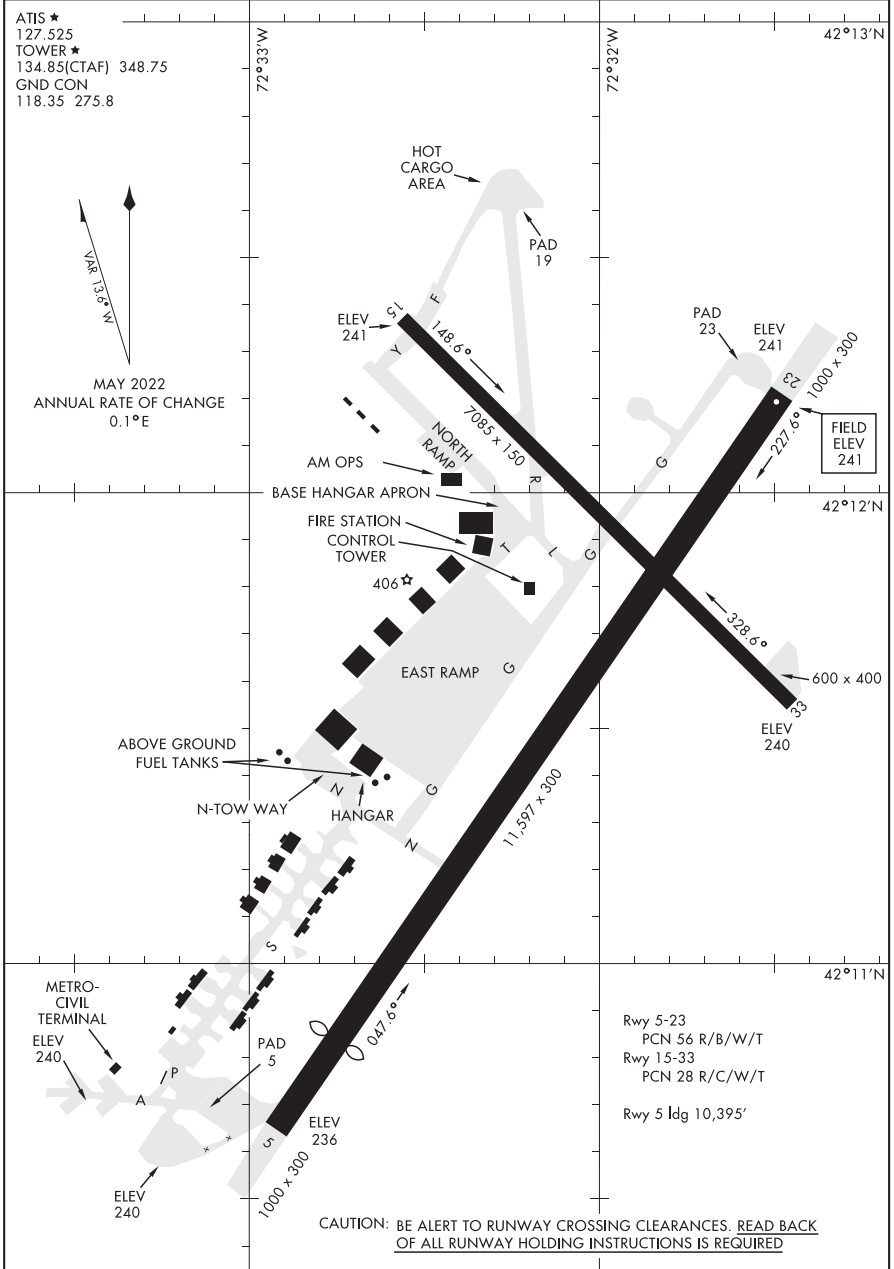 ATIS ★
127.525
TOWER ★
134.85(CTAF) 348.75
GND CON
118.35 275.8
72°33'W
72°32'W
42°13'N
VAR 13.6° W
MAY 2022
ANNUAL RATE OF CHANGE
0.1°E
HOT
CARGO
AREA
PAD
19
F
15
ELEV
241
Y
148.6°
7085 x 150
PAD
23
ELEV
241
23
1000 x 300
227.6°
FIELD
ELEV
241
NORTH
RAMP
AM OPS
R
G
42°12'N
BASE HANGAR APRON
FIRE STATION
CONTROL
TOWER
T
L
G
406
328.6°
EAST RAMP
G
600 x 400
33
ELEV
240
ABOVE GROUND
FUEL TANKS
N
N-TOW WAY
HANGAR
G
N
11,597 x 300
S
42°11'N
METRO-
CIVIL
TERMINAL
ELEV
240
PAD
5
047.6°
P
A
5
ELEV
236
1000 x 300
ELEV
240
Rwy 5-23
PCN 56 R/B/W/T
Rwy 15-33
PCN 28 R/C/W/T
Rwy 5 ldg 10,395'
CAUTION: BE ALERT TO RUNWAY CROSSING CLEARANCES. READ BACK
OF ALL RUNWAY HOLDING INSTRUCTIONS IS REQUIRED